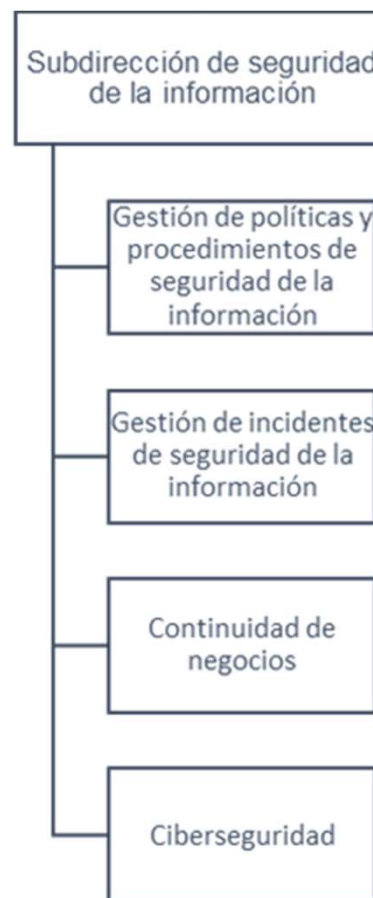 Subdirección de seguridad
de la información
Gestión de políticas y
procedimientos de
seguridad de la
información
Gestión de incidentes
de seguridad de la
información
Continuidad de
negocios
Ciberseguridad